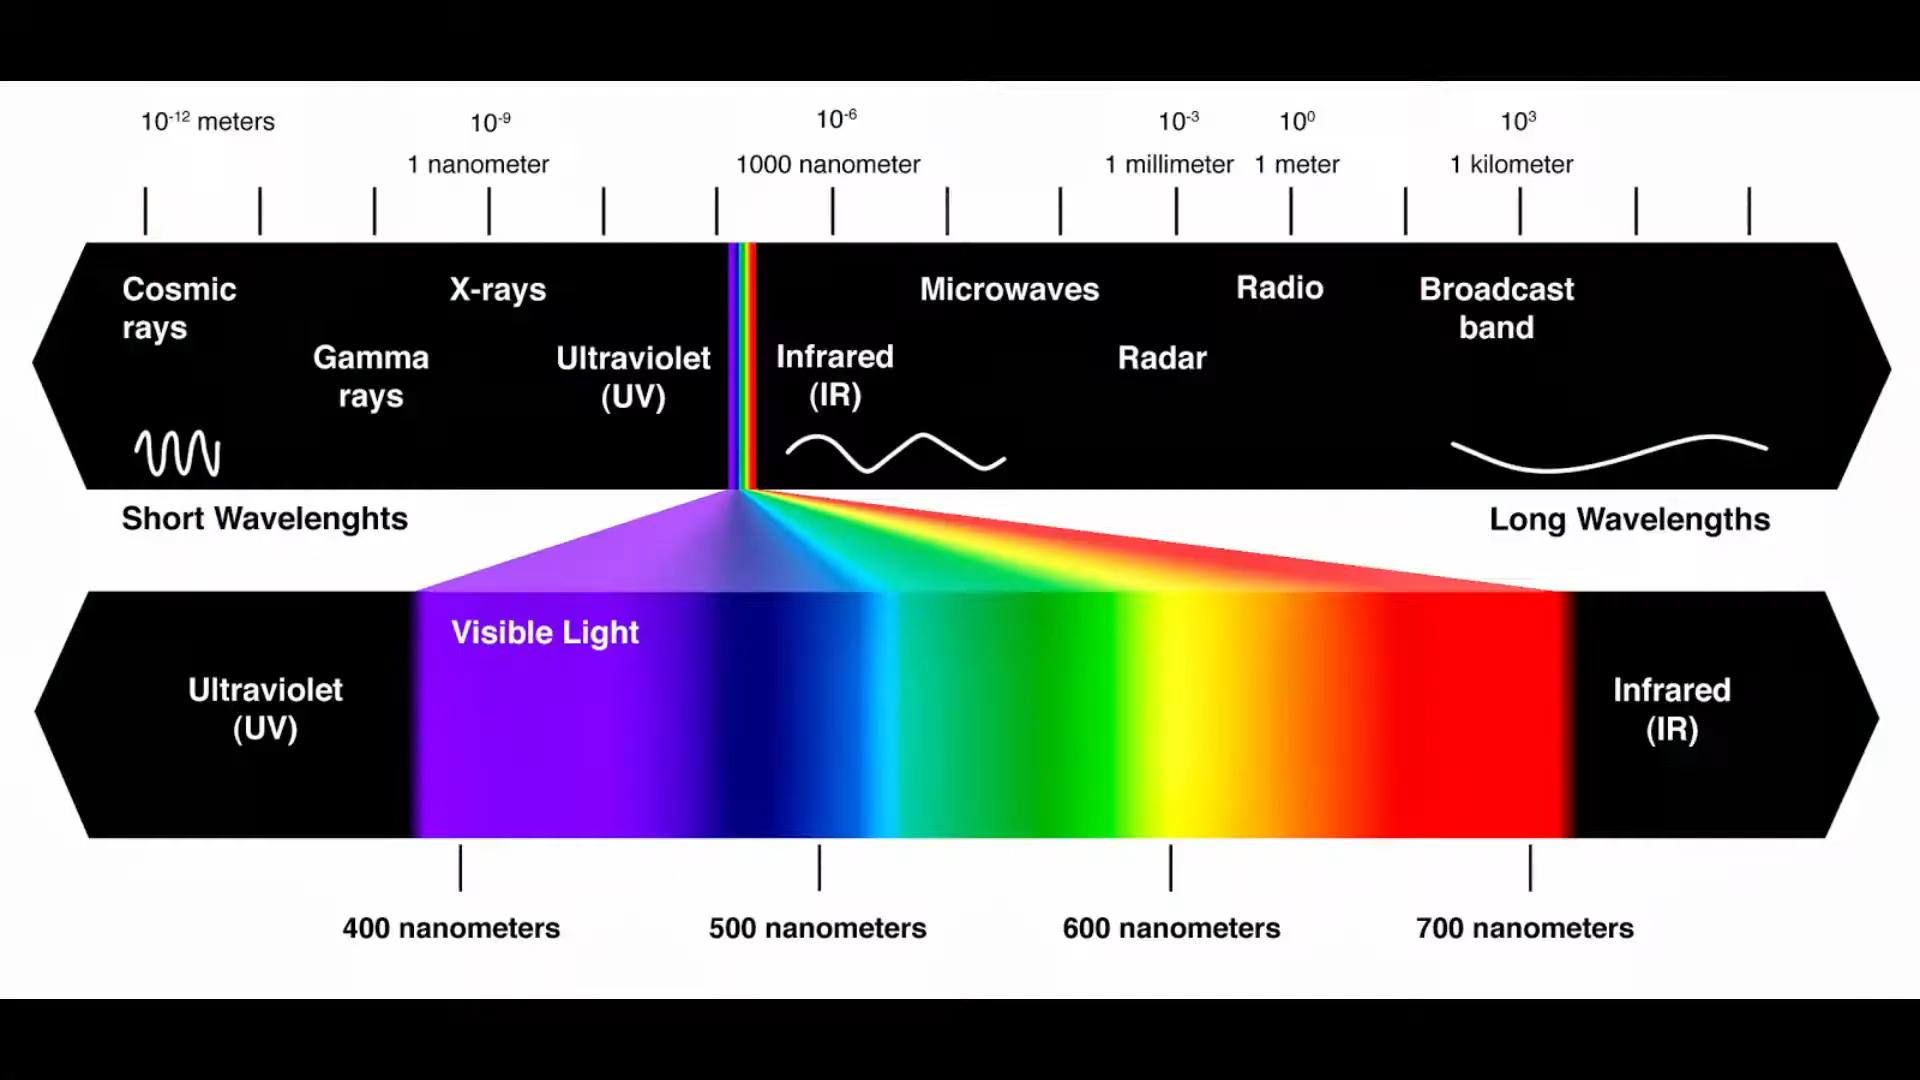 10⁻¹² meters
10⁻⁹
10⁻⁶
10⁻³
10⁰
10³
1 nanometer
1000 nanometer
1 millimeter
1 meter
1 kilometer
Cosmic
rays
Gamma
rays
X-rays
Ultraviolet
(UV)
Infrared
(IR)
Microwaves
Radar
Radio
Broadcast
band
Short Wavelenghts
Long Wavelengths
Visible Light
Ultraviolet
(UV)
Infrared
(IR)
400 nanometers
500 nanometers
600 nanometers
700 nanometers